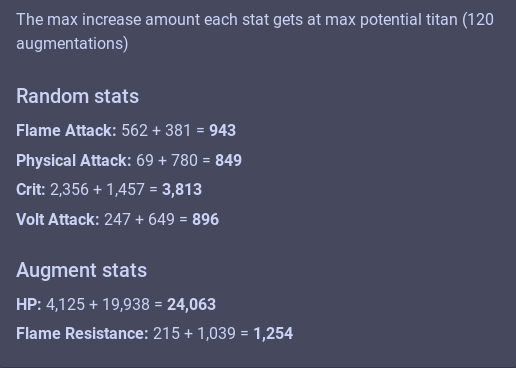 The max increase amount each stat gets at max potential titan (120
augmentations)
Random stats
Flame Attack: 562 + 381 = 943
Physical Attack: 69 + 780 = 849
Crit: 2,356 + 1,457 = 3,813
Volt Attack: 247 + 649 = 896
Augment stats
HP: 4,125 + 19,938 = 24,063
Flame Resistance: 215 + 1,039 = 1,254